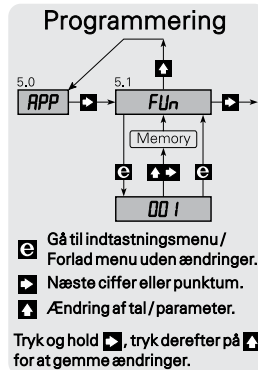 Programmering
5.0 5.1
APP FUn
Memory
e e
001
e Gå til indtastningsmenu /
Forlad menu uden ændringer.
Næste ciffer eller punktum.
Ændring af tal / parameter.
Tryk og hold , tryk derefter på
for at gemme ændringer.